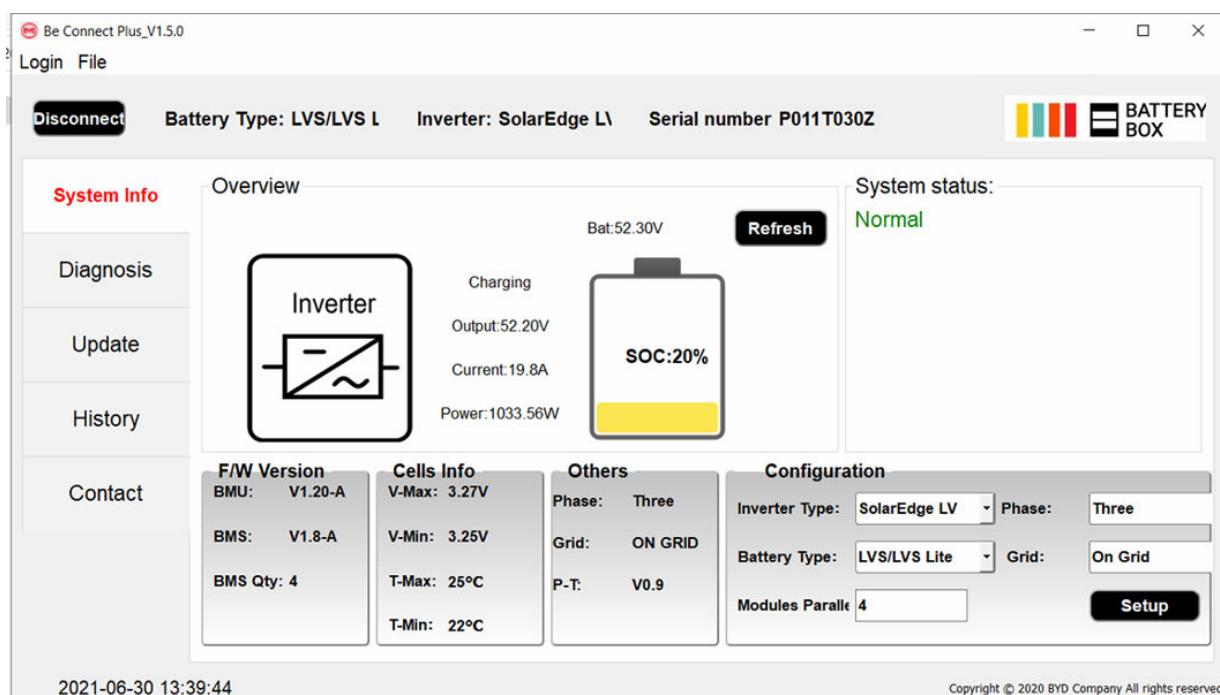 Be Connect Plus_V1.5.0
Login File
Disconnect Battery Type: LVS/LVS L Inverter: SolarEdge LV Serial number P011T030Z
BATTERY
BOX
System Info
Diagnosis
Update
History
Contact
Overview
Bat:52.30V
Refresh
Inverter
Charging
Output:52.20V
Current:19.8A
Power:1033.56W
SOC:20%
System status:
Normal
F/W Version
BMU: V1.20-A
BMS: V1.8-A
BMS Qty: 4
Cells Info
V-Max: 3.27V
V-Min: 3.25V
T-Max: 25°C
T-Min: 22°C
Others
Phase: Three
Grid: ON GRID
P-T: V0.9
Configuration
Inverter Type: SolarEdge LV Phase: Three
Battery Type: LVS/LVS Lite Grid: On Grid
Modules Paralle 4
Setup
2021-06-30 13:39:44
Copyright © 2020 BYD Company All rights reserved